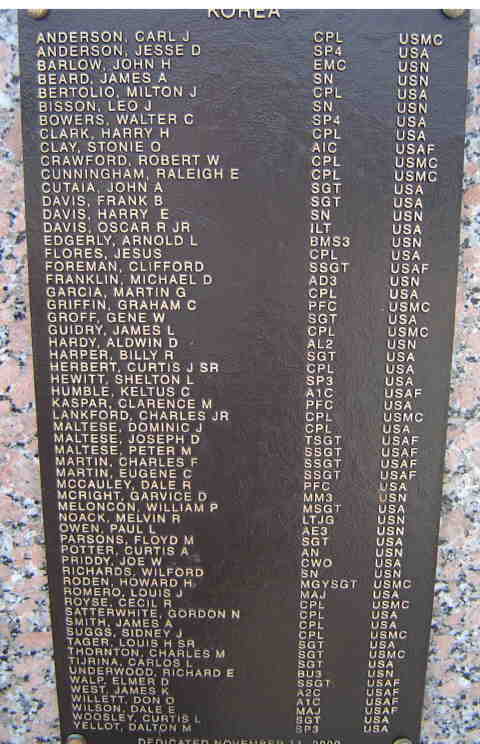 KOREA
ANDERSON, CARL J CPL USMC
ANDERSON, JESSE D SP4 USA
BARLOW, JOHN H EMC USN
BEARD, JAMES A SN USN
BERTOLIO, MILTON J CPL USA
BISSON, LEO J SN USN
BOWERS, WALTER C SP4 USA
CLARK, HARRY H CPL USA
CLAY, STONIE O AIC USAF
CRAWFORD, ROBERT W CPL USMC
CUNNINGHAM, RALEIGH E CPL USMC
CUTAIA, JOHN A SGT USA
DAVIS, FRANK B SGT USA
DAVIS, HARRY E SN USN
DAVIS, OSCAR R JR ILT USA
EDGERLY, ARNOLD L BMS3 USN
FLORES, JESUS CPL USA
FOREMAN, CLIFFORD SSGT USAF
FRANKLIN, MICHAEL D AD3 USN
GARCIA, MARTIN G CPL USA
GRIFFIN, GRAHAM C PFC USMC
GROFF, GENE W SGT USA
GUIDRY, JAMES L CPL USMC
HARDY, ALDWIN D AL2 USN
HARPER, BILLY R SGT USA
HERBERT, CURTIS J SR CPL USA
HEWITT, SHELTON L SP3 USA
HUMBLE, KELTUS C A1C USAF
KASPAR, CLARENCE M PFC USA
LANKFORD, CHARLES JR CPL USMC
MALTESE, DOMINIC J CPL USA
MALTESE, JOSEPH D TSGT USAF
MALTESE, PETER M SSGT USAF
MARTIN, CHARLES F SSGT USAF
MARTIN, EUGENE C SSGT USAF
MCCAULEY, DALE R PFC USA
MCRIGHT, GARVICE D MM3 USN
MELONCON, WILLIAM P MSGT USA
NOACK, MELVIN R LTJG USN
OWEN, PAUL L AE3 USN
PARSONS, FLOYD M SGT USA
POTTER, CURTIS A AN USN
PRIDDY, JOE W CWO USA
RICHARDS, WILFORD SN USN
RODEN, HOWARD H MGYSGT USMC
ROMERO, LOUIS J MAJ USA
ROYSE, CECIL R CPL USMC
SATTERWHITE, GORDON N CPL USA
SMITH, JAMES A CPL USA
SUGGS, SIDNEY J CPL USMC
TAGER, LOUIS H SR SGT USA
THORNTON, CHARLES M SGT USMC
TIJRINA, CARLOS L SGT USA
UNDERWOOD, RICHARD E BU3 USN
WALP, ELMER D SSGT USAF
WEST, JAMES K A2C USAF
WILLETT, DON O A1C USAF
WILSON, DALE E MAJ USAF
WOOSLEY, CURTIS L SGT USA
YELLOT, DALTON M SP3 USA
DEDICATED NOVEMBER 11, 2000